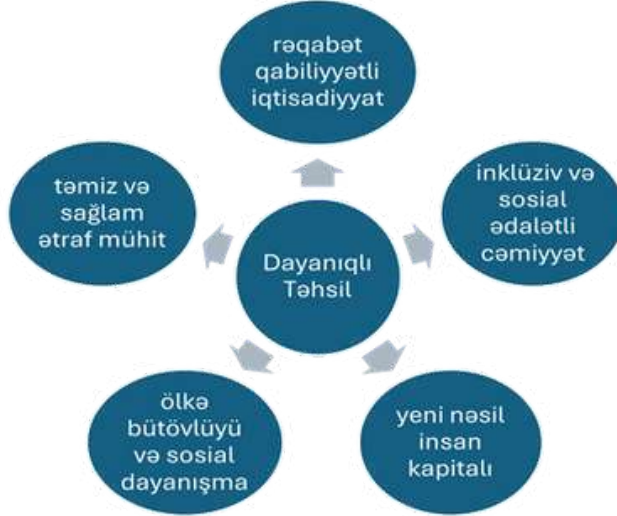 rəqabət
qabiliyyətli
iqtisadiyyat
təmiz və
sağlam
ətraf mühit
inklüziv və
sosial
ədalətli
cəmiyyət
Dayanıqlı
Təhsil
ölkə
bütövlüyü
və sosial
dayanışma
yeni nəsil
insan
kapitalı